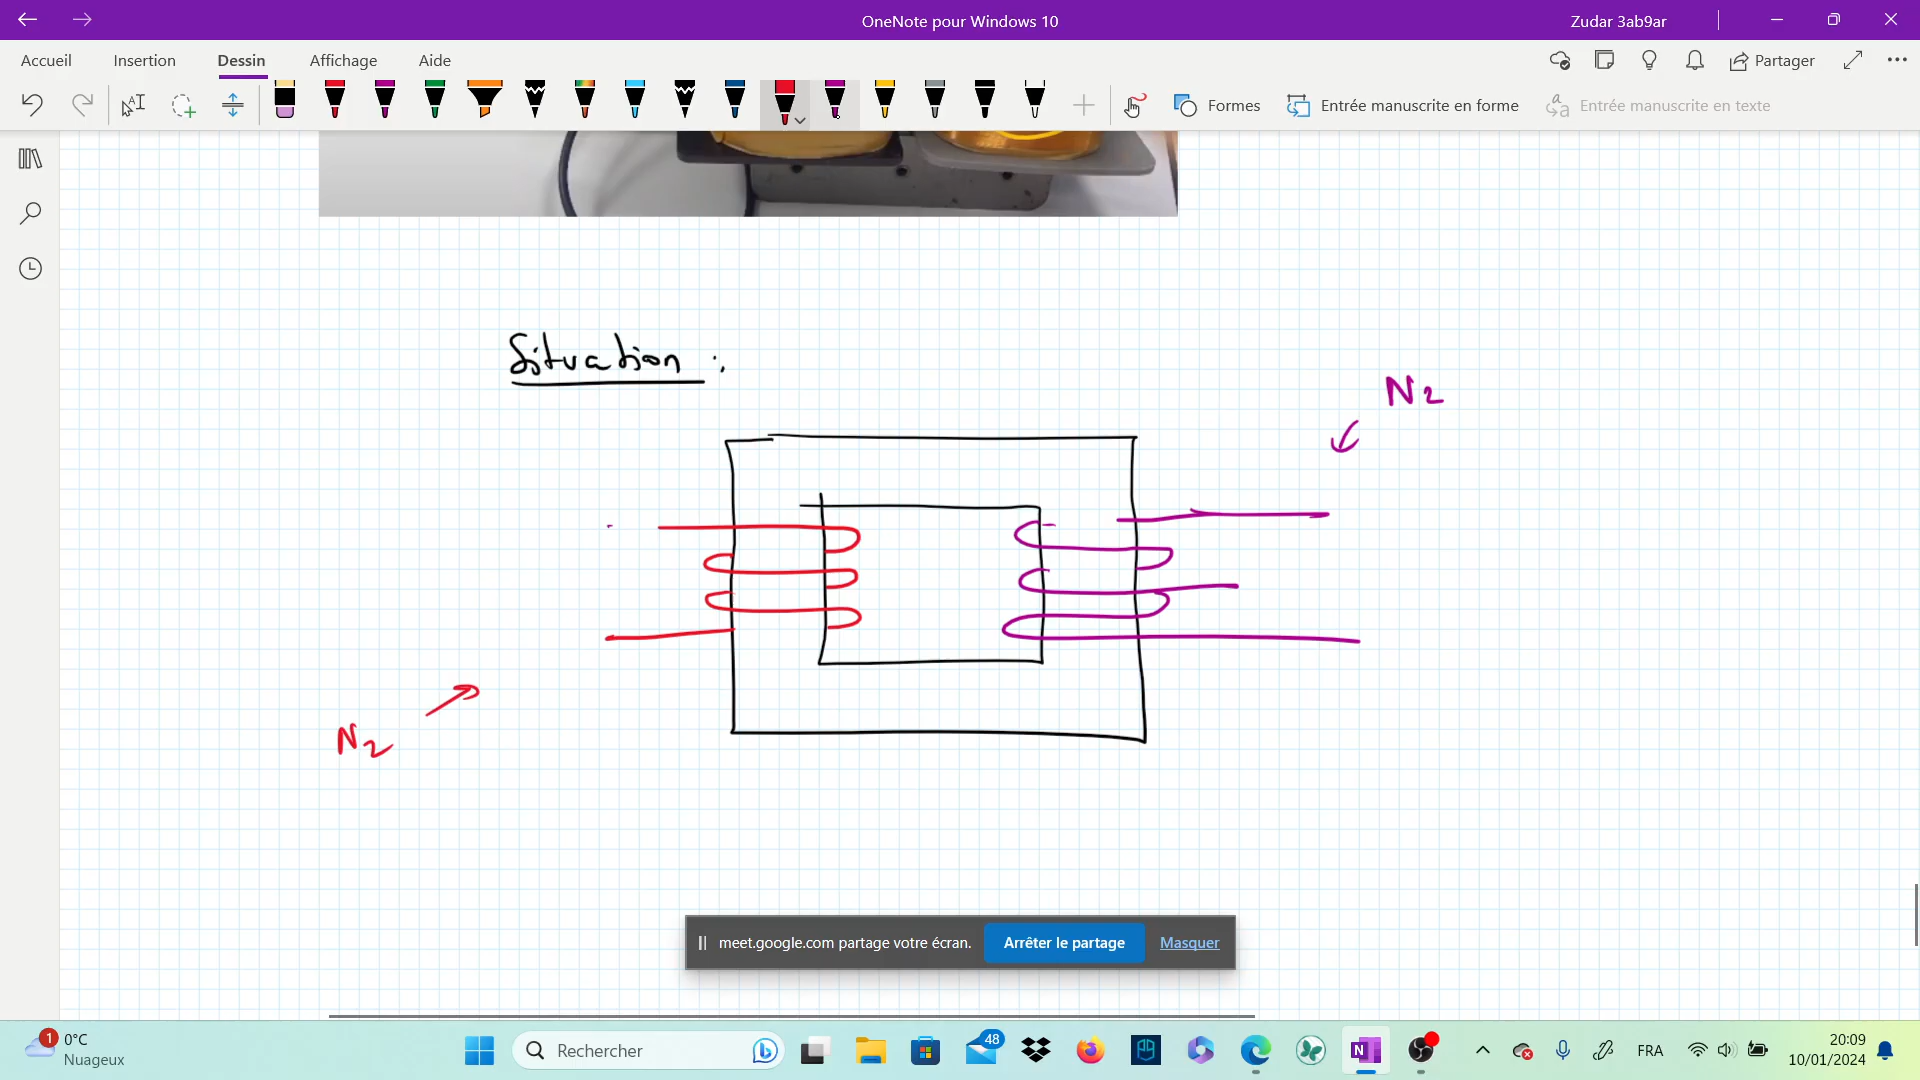 OneNote pour Windows 10
Zudar 3ab9ar
Accueil
Insertion
Dessin
Affichage
Aide
Partager
Formes
Entrée manuscrite en forme
Entrée manuscrite en texte
Situation :
N2
N2
meet.google.com partage votre écran.
Arrêter le partage
Masquer
1
0°C
Nuageux
Rechercher
48
N
FRA
20:09
10/01/2024